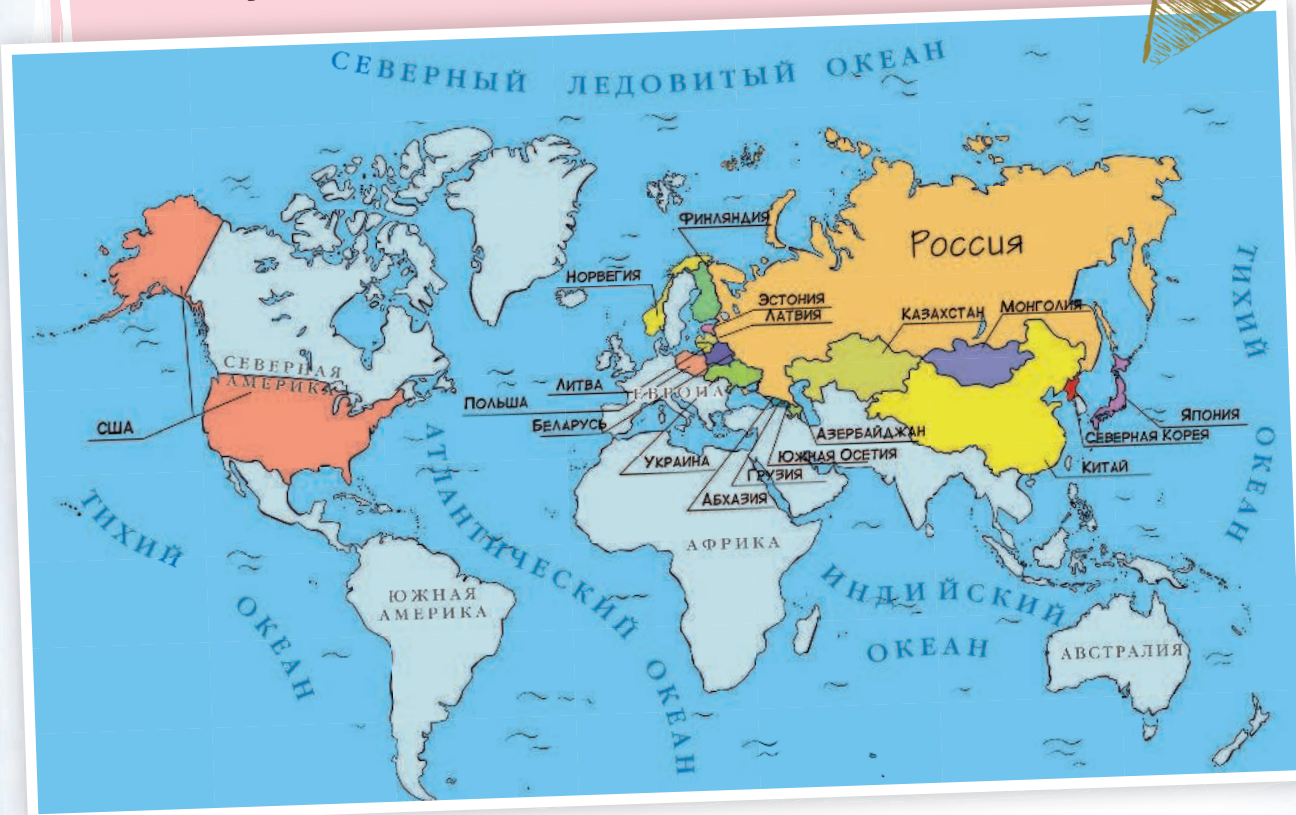 СЕВЕРНЫЙ ЛЕДОВИТЫЙ ОКЕАН
ФИНЛЯНДИЯ
РОССИЯ
НОРВЕГИЯ
ЭСТОНИЯ
ЛАТВИЯ
КАЗАХСТАН
МОНГОЛИЯ
ТИХИЙ ОКЕАН
СЕВЕРНАЯ
АМЕРИКА
ЛИТВА
ЕВРОПА
ПОЛЬША
БЕЛАРУСЬ
США
ЯПОНИЯ
СЕВЕРНАЯ КОРЕЯ
АЗЕРБАЙДЖАН
УКРАИНА
ЮЖНАЯ ОСЕТИЯ
ГРУЗИЯ
КИТАЙ
АБХАЗИЯ
ТИХИЙ ОКЕАН
АТЛАНТИЧЕСКИЙ ОКЕАН
АФРИКА
ЮЖНАЯ
АМЕРИКА
ИНДИЙСКИЙ
ОКЕАН
АВСТРАЛИЯ